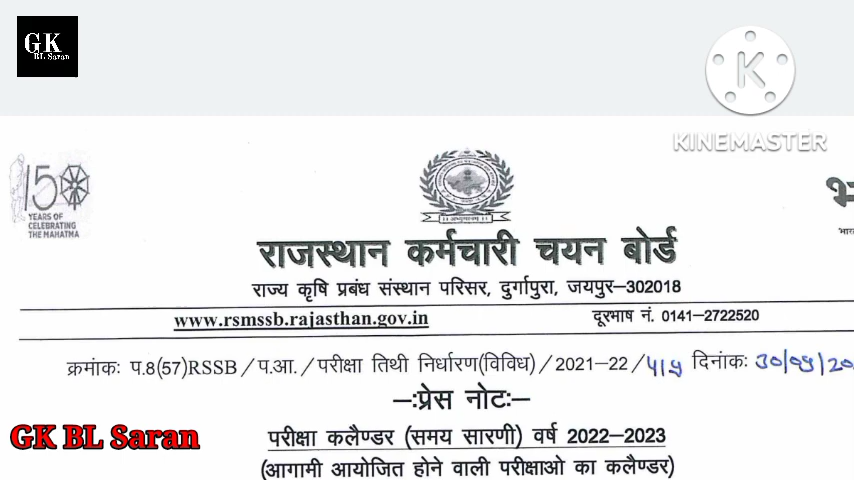 GK
BL Saran
KINEMASTER
150
YEARS OF
CELEBRATING
THE MAHATMA
राजस्थान कर्मचारी चयन बोर्ड
राज्य कृषि प्रबंध संस्थान परिसर, दुर्गापुरा, जयपुर–302018
www.rsmssb.rajasthan.gov.in दूरभाष नं. 0141–2722520
क्रमांकः प.8(57)RSSB/प.आ./परीक्षा तिथी निर्धारण(विविध)/2021–22/ दिनांकः
–:प्रेस नोटः–
GK BL Saran
परीक्षा कलैण्डर (समय सारणी) वर्ष 2022–2023
(आगामी आयोजित होने वाली परीक्षाओ का कलैण्डर)